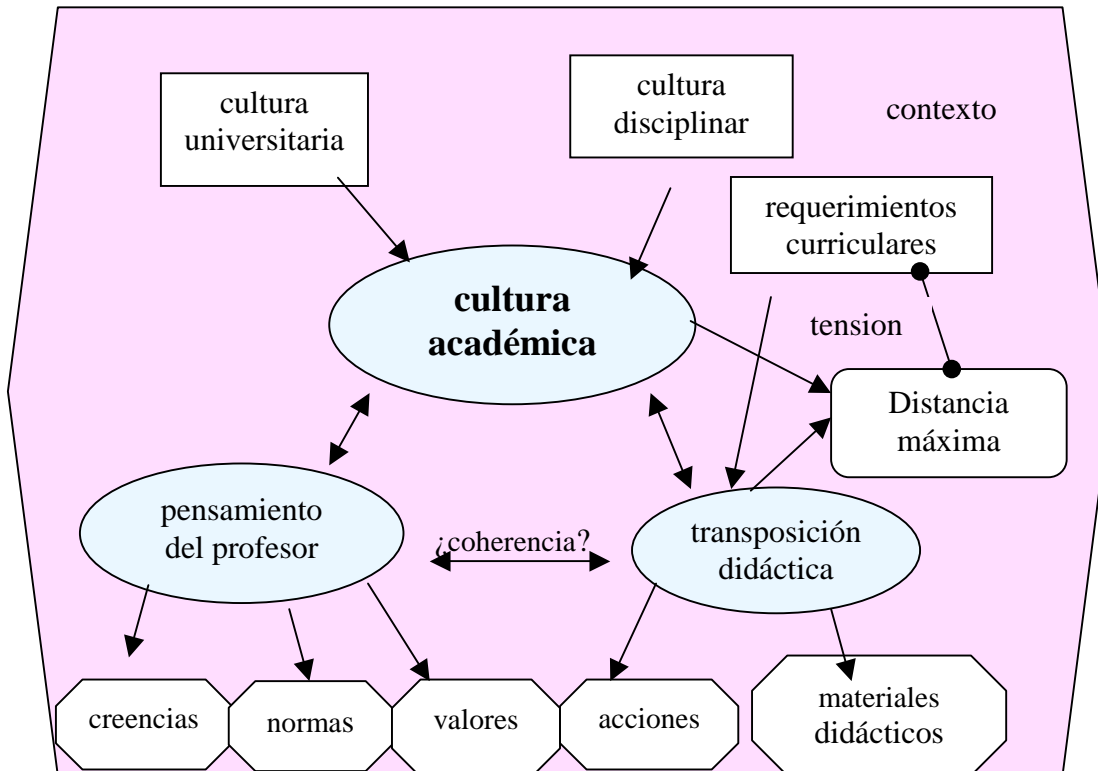 cultura
universitaria
cultura
disciplinar
contexto
requerimientos
curriculares
cultura
académica
tension
Distancia
máxima
pensamiento
del profesor
¿coherencia?
transposición
didáctica
creencias
normas
valores
acciones
materiales
didácticos